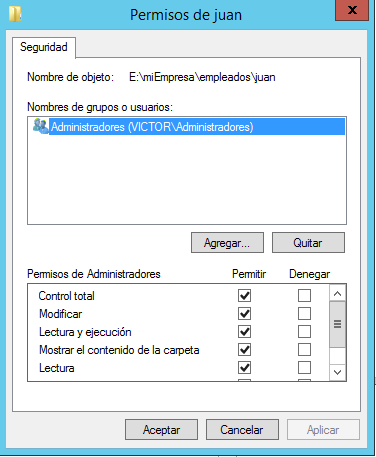 Permisos de juan
x
Seguridad
Nombre de objeto: E:\miEmpresa\empleados\juan
Nombres de grupos o usuarios:
Administradores (VICTOR\Administradores)
Agregar... Quitar
Permisos de Administradores Permitir Denegar
Control total
Modificar
Lectura y ejecución
Mostrar el contenido de la carpeta
Lectura
Aceptar Cancelar Aplicar